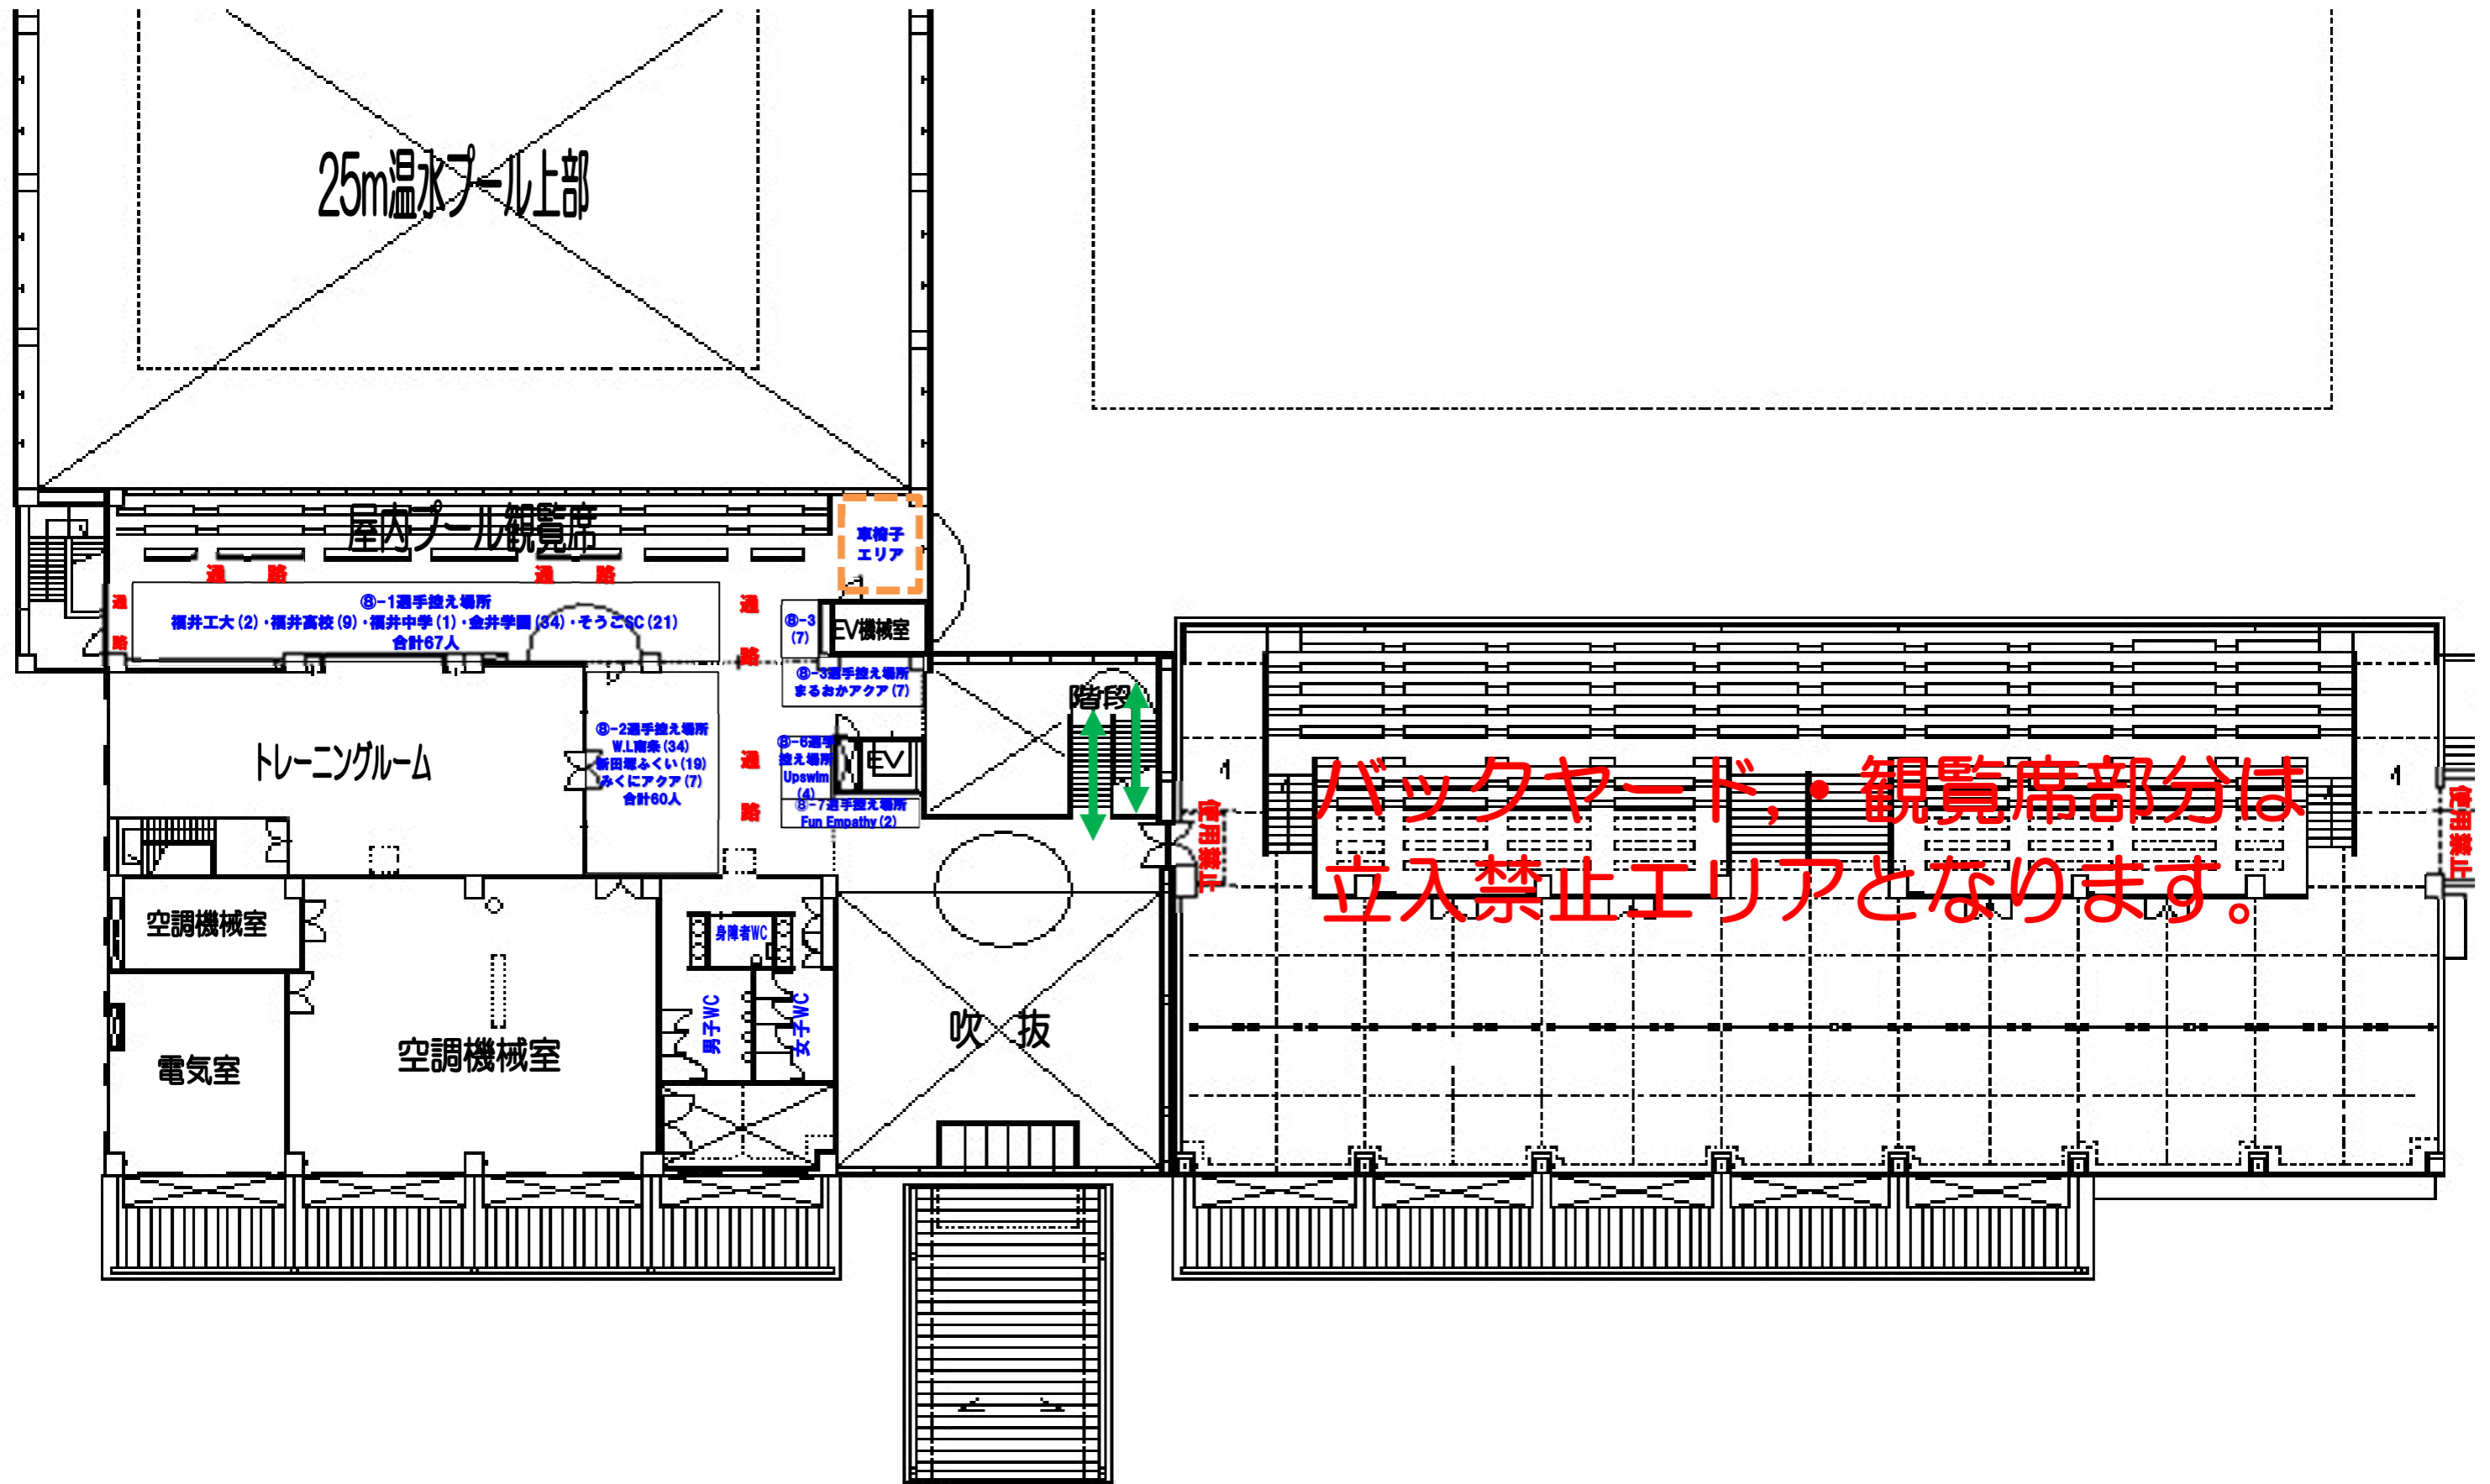 25m温水プール上部
屋内プール観覧席
車椅子
エリア
通 路
通 路
通
路
⑧-1選手控え場所
福井工大(2)・福井高校(9)・福井中学(1)・金井学園(34)・そうごSC(21)
合計67人
通
路
⑧-3
(7)
EV機械室
⑧-3選手控え場所
まるおかアクア(7)
階段
トレーニングルーム
⑧-2選手控え場所
W.L南条(34)
新田塚ふくい(19)
みくにアクア(7)
合計60人
通
路
⑧-6選手
控え場所
Upswim
(4)
EV
⑧-7選手控え場所
Fun Empathy(2)
使用禁止
バックヤード,・観覧席部分は
立入禁止エリアとなります。
使用禁止
1
1
空調機械室
電気室
空調機械室
身障者WC
男子WC
女子WC
吹 抜